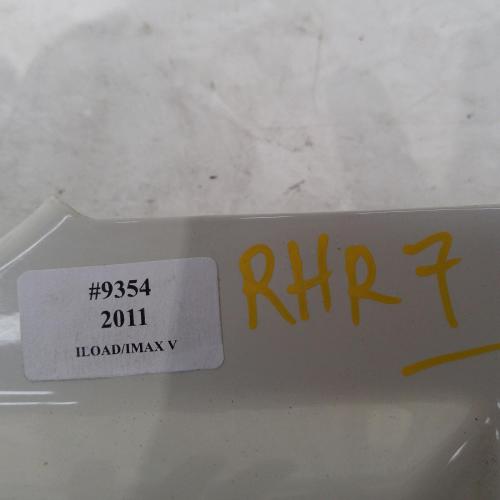 #9354
2011
ILOAD/IMAX V
RHR 7